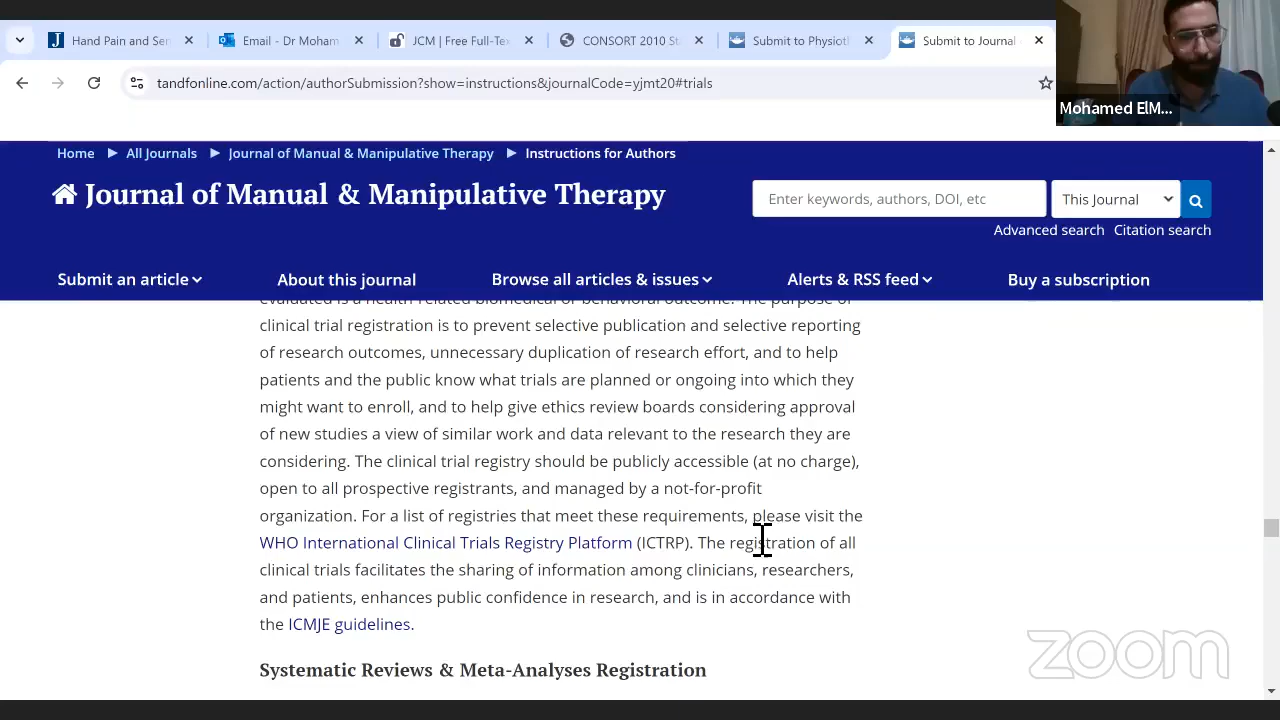 Hand Pain and Sen
Email - Dr Moham
JCM | Free Full-Te
CONSORT 2010 St
Submit to Physiot
Submit to Journal
tandfonline.com/action/authorSubmission?show=instructions&journalCode=yjmt20#trials
Mohamed ElM...
Home
All Journals
Journal of Manual & Manipulative Therapy
Instructions for Authors
Journal of Manual & Manipulative Therapy
Enter keywords, authors, DOI, etc
This Journal
Advanced search Citation search
Submit an article
About this journal
Browse all articles & issues
Alerts & RSS feed
Buy a subscription
evaluated is a health-related biomedical or behavioral outcome. The purpose of
clinical trial registration is to prevent selective publication and selective reporting
of research outcomes, unnecessary duplication of research effort, and to help
patients and the public know what trials are planned or ongoing into which they
might want to enroll, and to help give ethics review boards considering approval
of new studies a view of similar work and data relevant to the research they are
considering. The clinical trial registry should be publicly accessible (at no charge),
open to all prospective registrants, and managed by a not-for-profit
organization. For a list of registries that meet these requirements, please visit the
WHO International Clinical Trials Registry Platform (ICTRP). The registration of all
clinical trials facilitates the sharing of information among clinicians, researchers,
and patients, enhances public confidence in research, and is in accordance with
the ICMJE guidelines.
Systematic Reviews & Meta-Analyses Registration
zoom